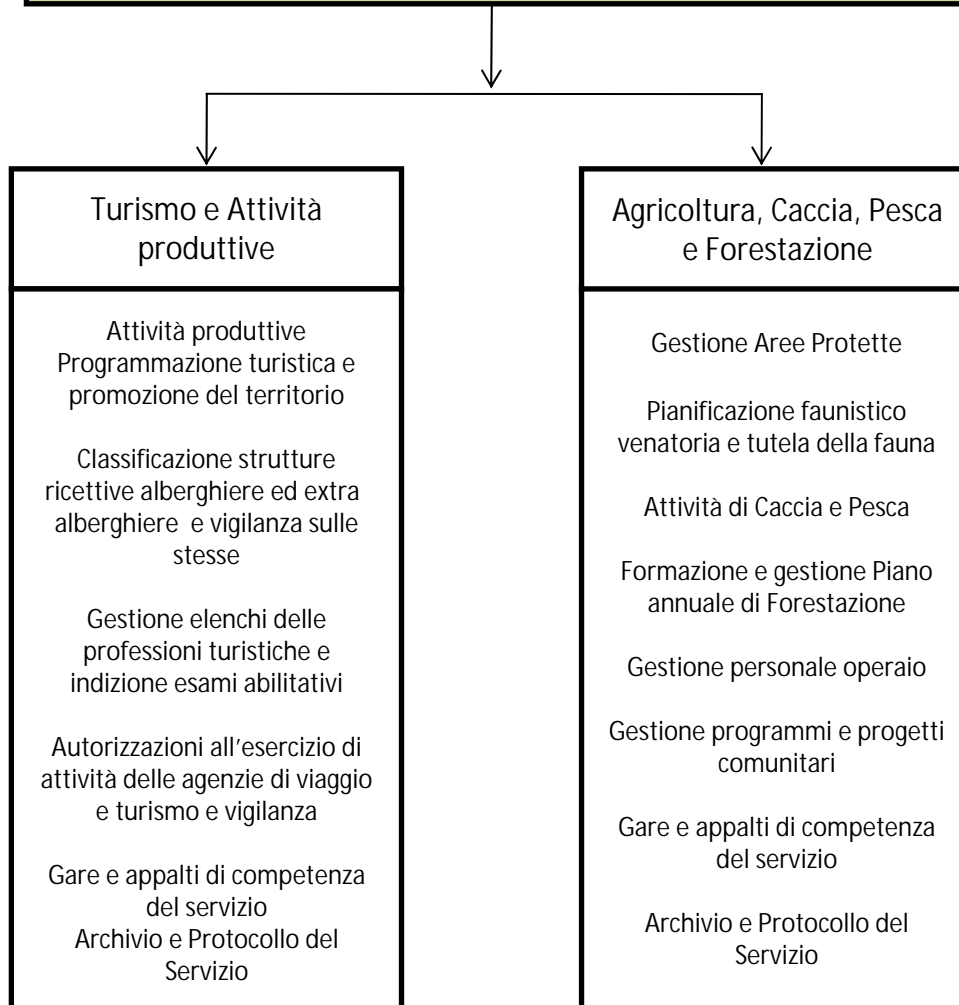 Turismo e Attività
produttive
Attività produttive
Programmazione turistica e
promozione del territorio
Classificazione strutture
ricettive alberghiere ed extra
alberghiere e vigilanza sulle
stesse
Gestione elenchi delle
professioni turistiche e
indizione esami abilitativi
Autorizzazioni all'esercizio di
attività delle agenzie di viaggio
e turismo e vigilanza
Gare e appalti di competenza
del servizio
Archivio e Protocollo del
Servizio
Agricoltura, Caccia, Pesca
e Forestazione
Gestione Aree Protette
Pianificazione faunistico
venatoria e tutela della fauna
Attività di Caccia e Pesca
Formazione e gestione Piano
annuale di Forestazione
Gestione personale operaio
Gestione programmi e progetti
comunitari
Gare e appalti di competenza
del servizio
Archivio e Protocollo del
Servizio